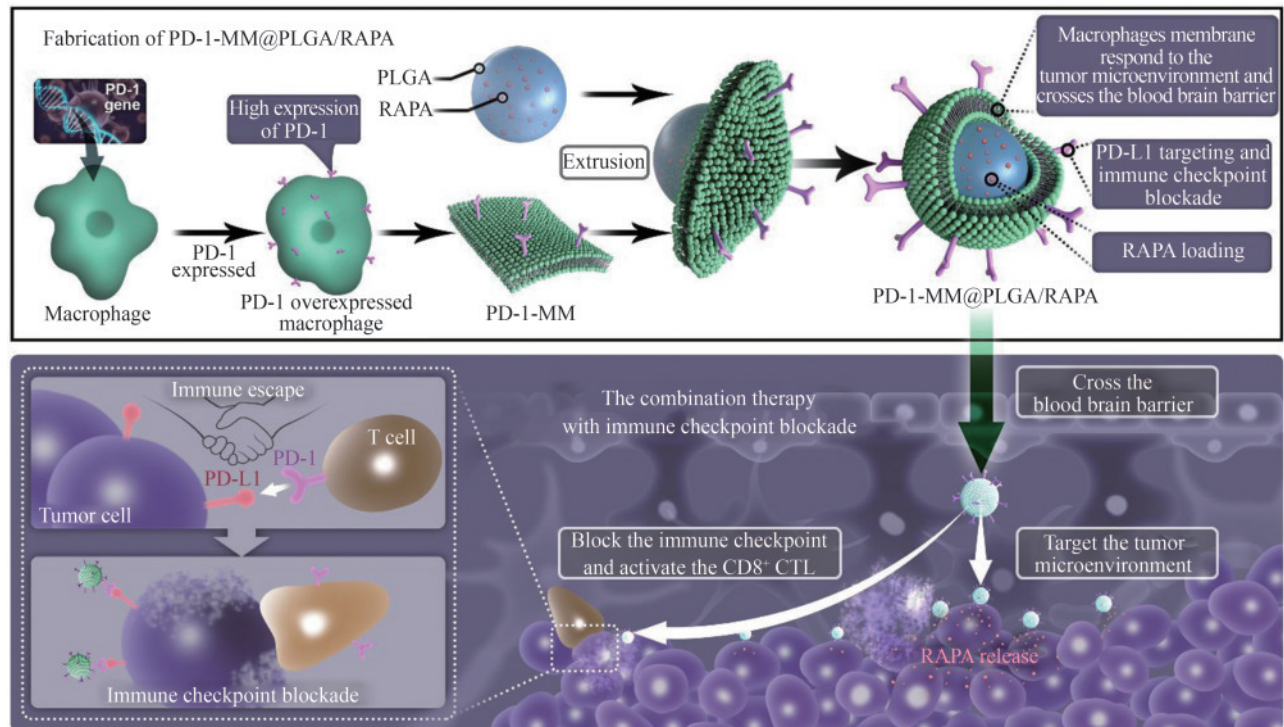 Fabrication of PD-1-MM@PLGA/RAPA
PD-1
gene
High expression
of PD-1
PLGA
RAPA
Extrusion
Macrophages membrane
respond to the
tumor microenvironment and
crosses the blood brain barrier
PD-L1 targeting and
immune checkpoint
blockade
RAPA loading
PD-1
expressed
Macrophage
PD-1 overexpressed
macrophage
PD-1-MM
PD-1-MM@PLGA/RAPA
Immune escape
T cell
PD-1
PD-L1
Tumor cell
Immune checkpoint blockade
The combination therapy
with immune checkpoint blockade
Cross the
blood brain barrier
Block the immune checkpoint
and activate the CD8⁺ CTL
Target the tumor
microenvironment
RAPA release